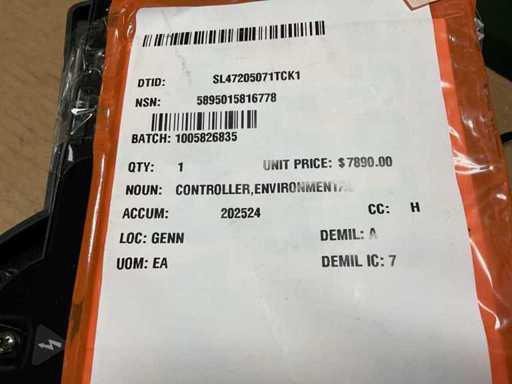 DTID: SL47205071TCK1
NSN: 5895015816778
BATCH: 1005826835
QTY: 1 UNIT PRICE: $7890.00
NOUN: CONTROLLER,ENVIRONMENTAL
ACCUM: 202524 CC: H
LOC: GENN DEMIL: A
UOM: EA DEMIL IC: 7